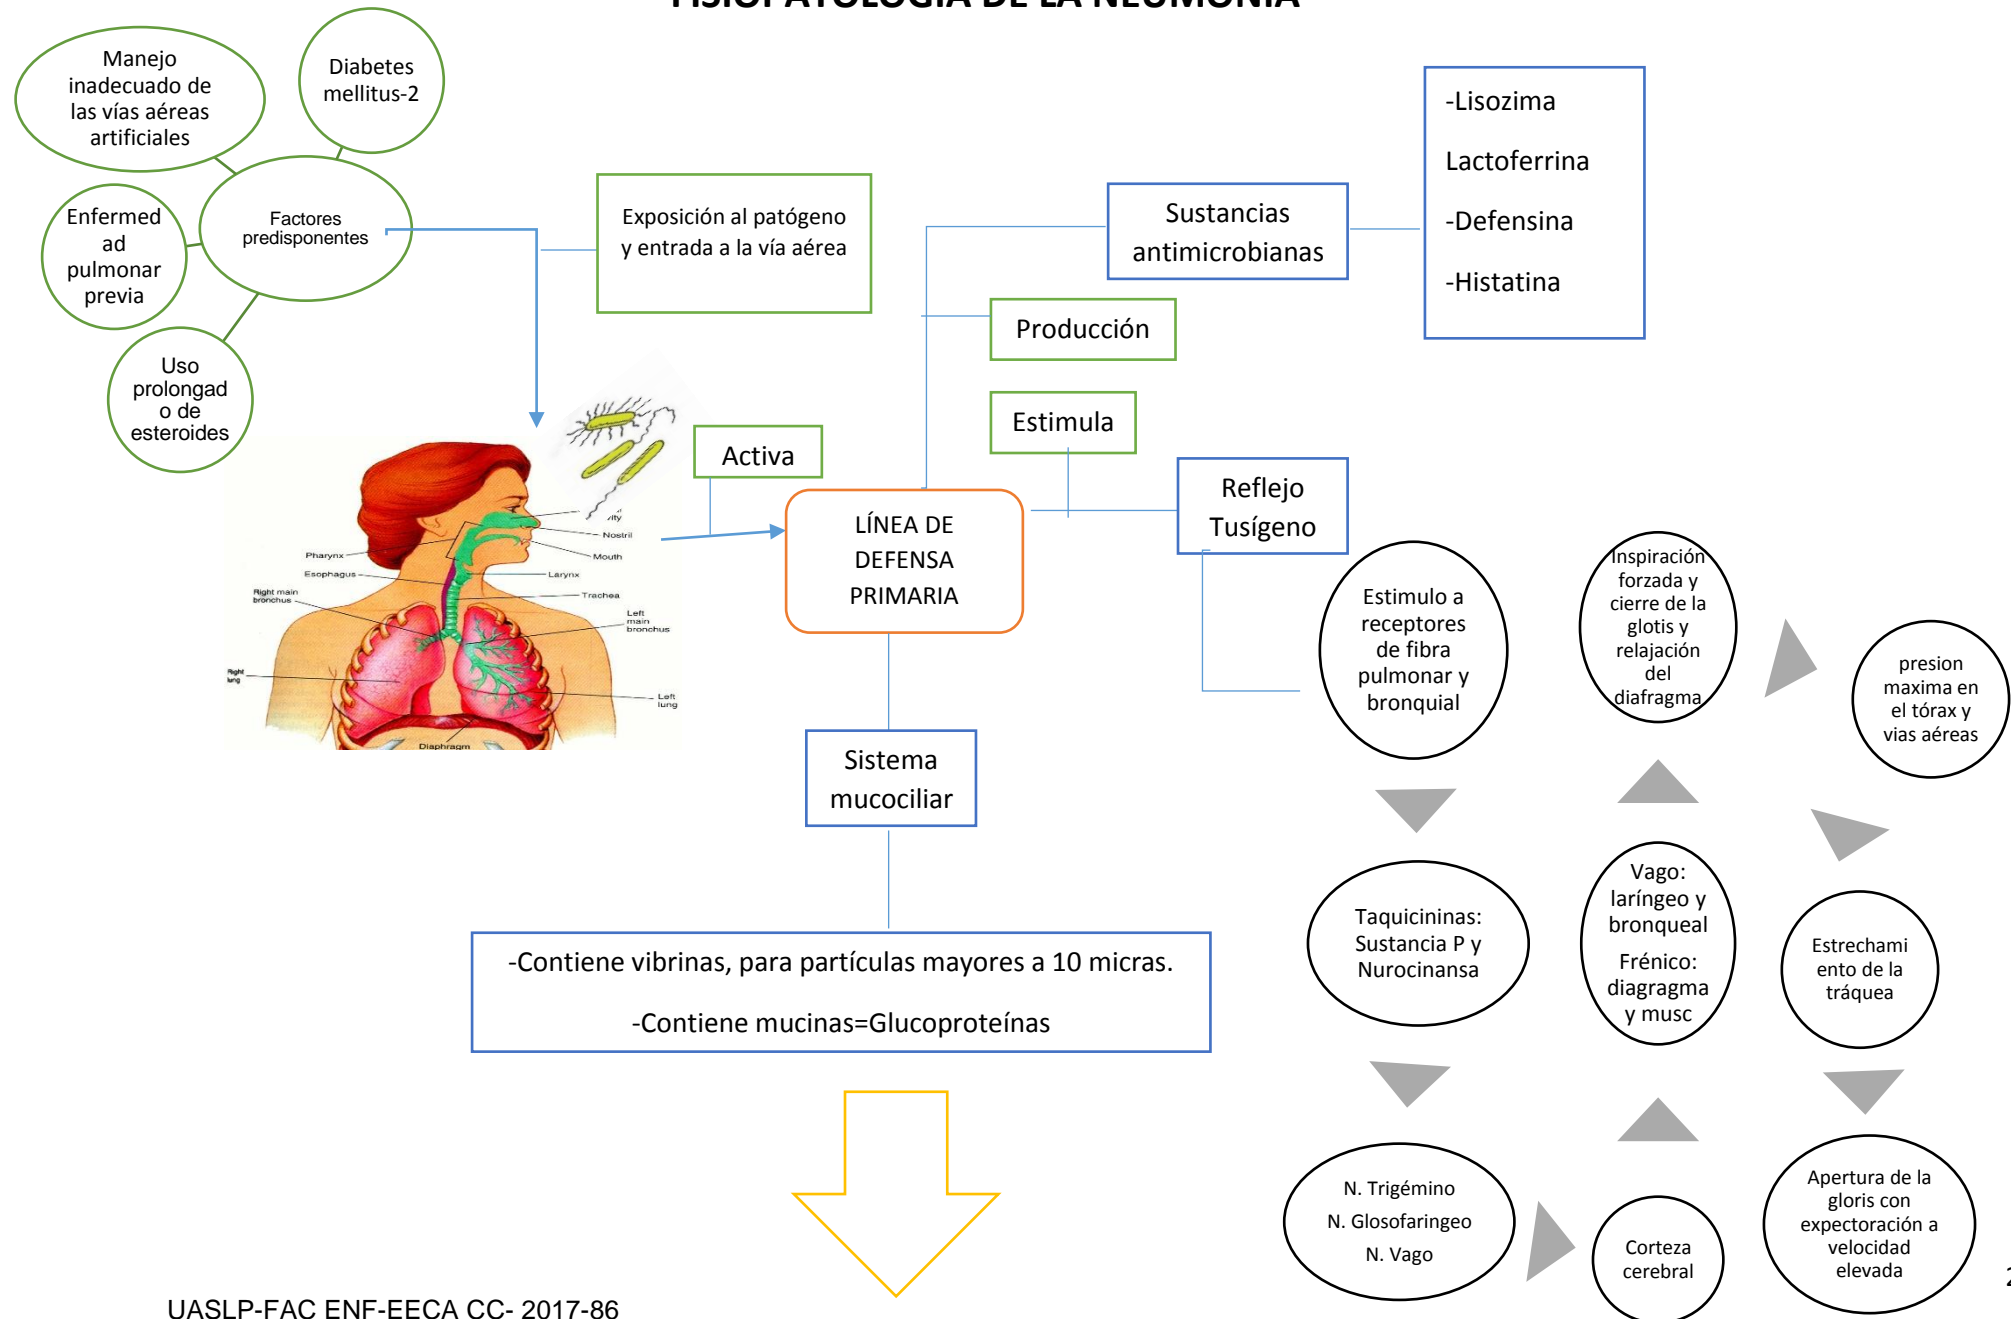 FISIOPATOLOGÍA DE LA NEUMONÍA
Manejo
inadecuado de
las vías aéreas
artificiales
Diabetes
mellitus-2
Factores
predisponentes
Enfermed
ad
pulmonar
previa
Uso
prolongad
o de
esteroides
Exposición al patógeno
y entrada a la vía aérea
Sustancias
antimicrobianas
-Lisozima
Lactoferrina
-Defensina
-Histatina
Producción
Estimula
Activa
LÍNEA DE
DEFENSA
PRIMARIA
Reflejo
Tusígeno
Nostril
Mouth
Pharynx
Esophagus
Larynx
Trachea
Right main
bronchus
Left
main
bronchus
Right
lung
Left
lung
Diaphragm
Sistema
mucociliar
-Contiene vibrinas, para partículas mayores a 10 micras.
-Contiene mucinas=Glucoproteínas
Estimulo a
receptores
de fibra
pulmonar y
bronquial
Taquicininas:
Sustancia P y
Nurocinansa
N. Trigémino
N. Glosofaringeo
N. Vago
Corteza
cerebral
Vago:
laríngeo y
bronqueal
Frénico:
diagragma
y musc
Inspiración
forzada y
cierre de la
glotis y
relajación
del
diafragma
presion
maxima en
el tórax y
vias aéreas
Estrechami
ento de la
tráquea
Apertura de la
gloris con
expectoración a
velocidad
elevada
UASLP-FAC ENF-EECA CC- 2017-86